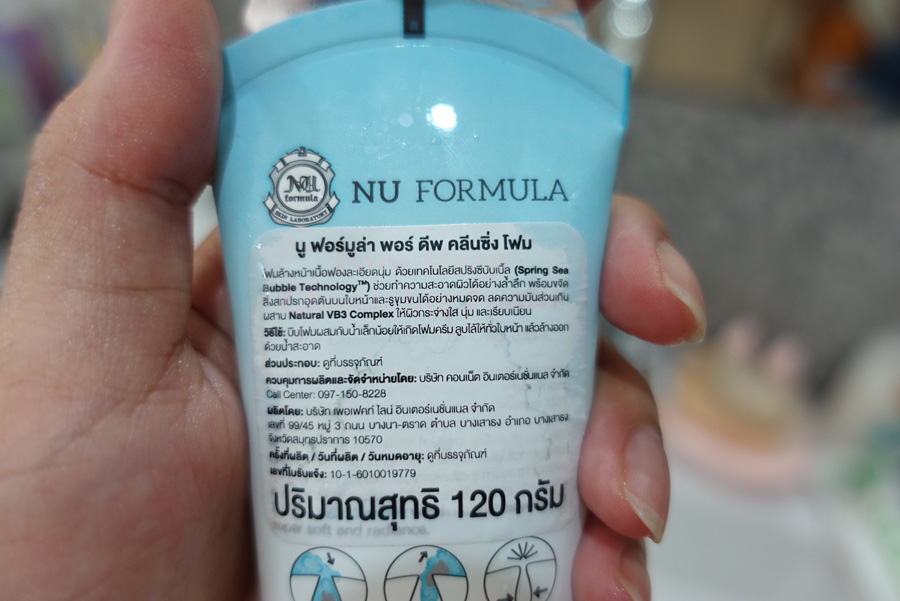 NU
formula
SKIN LABORATORY
NU FORMULA
นู ฟอร์มูล่า พอร์ ดีพ คลีนซิ่ง โฟม
โฟมล้างหน้าเนื้อฟองละเอียดนุ่ม ด้วยเทคโนโลยีสปริงซีบับเบิ้ล (Spring Sea
Bubble Technology™) ช่วยทำความสะอาดผิวได้อย่างล้ำลึก พร้อมขจัด
สิ่งสกปรกอุดตันบนใบหน้าและรูขุมขนได้อย่างหมดจด ลดความมันส่วนเกิน
ผสาน Natural VB3 Complex ให้ผิวกระจ่างใส นุ่ม และเรียบเนียน
วิธีใช้: บีบโฟมผสมกับน้ำเล็กน้อยให้เกิดโฟมครีม ลูบไล้ให้ทั่วใบหน้า แล้วล้างออก
ด้วยน้ำสะอาด
ส่วนประกอบ: ดูที่บรรจุภัณฑ์
ควบคุมการผลิตและจัดจำหน่ายโดย: บริษัท คอนเน็ต อินเตอร์เนชั่นแนล จำกัด
Call Center: 097-150-8228
ผลิตโดย: บริษัท เพอเฟคท์ ไลน์ อินเตอร์เนชั่นแนล จำกัด
เลขที่ 99/45 หมู่ 3 ถนน บางนา-ตราด ตำบล บางเสาธง อำเภอ บางเสาธง
จังหวัดสมุทรปราการ 10570
ครั้งที่ผลิต / วันที่ผลิต / วันหมดอายุ: ดูที่บรรจุภัณฑ์
เลขที่ใบรับแจ้ง: 10-1-6010019779
ปริมาณสุทธิ 120 กรัม
super soft and radiance.